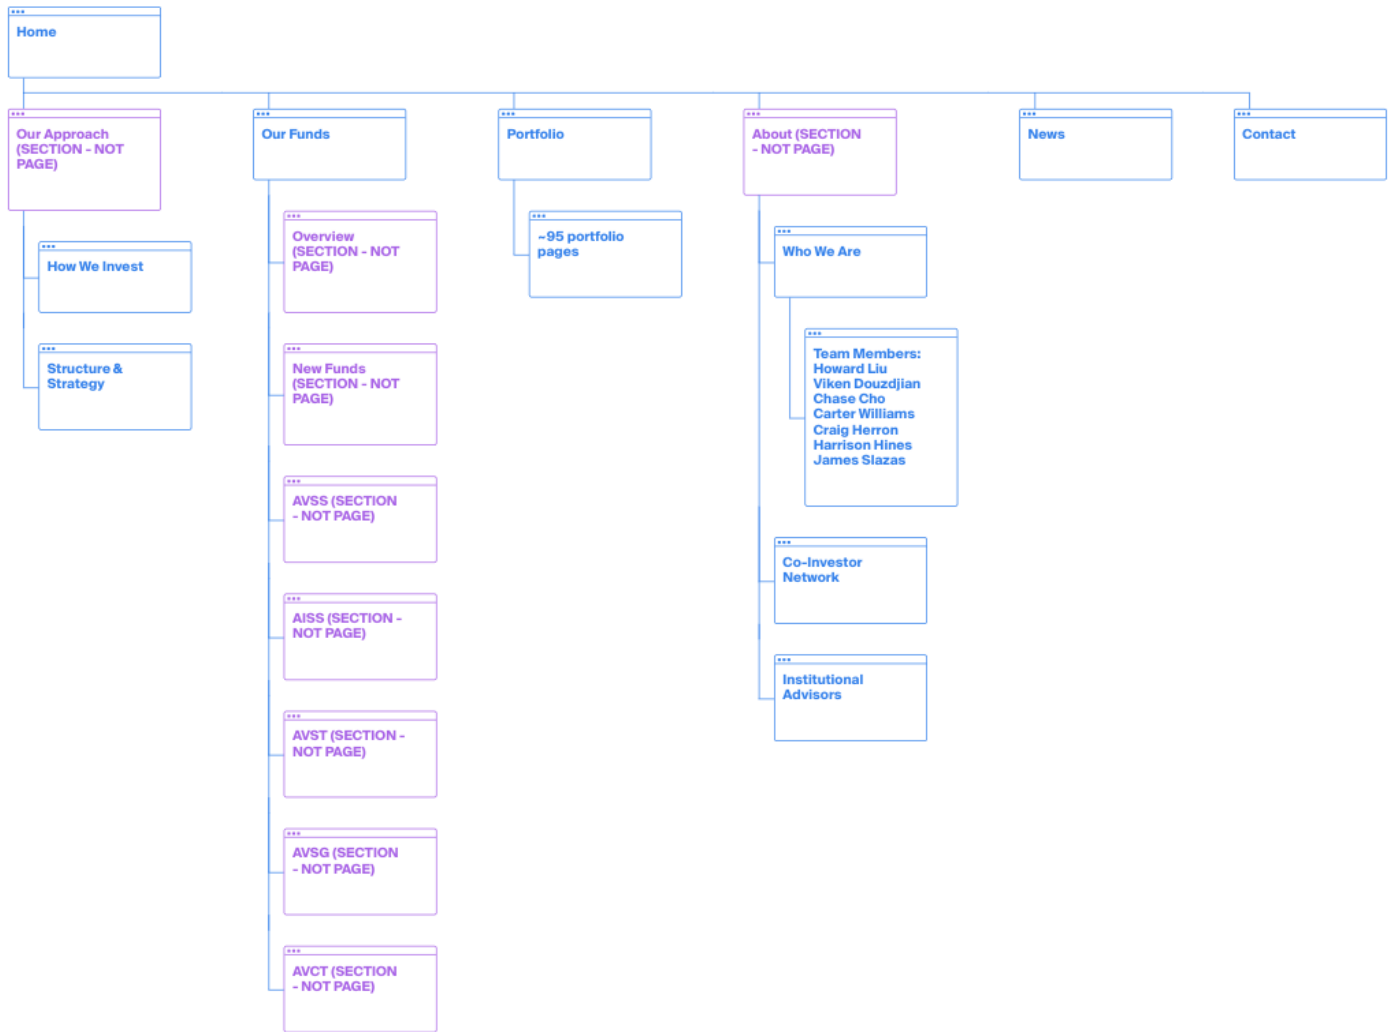 Home
Our Approach
(SECTION - NOT
PAGE)
How We Invest
Structure &
Strategy
Our Funds
Overview
(SECTION - NOT
PAGE)
New Funds
(SECTION - NOT
PAGE)
AVSS (SECTION
- NOT PAGE)
AISS (SECTION -
NOT PAGE)
AVST (SECTION -
NOT PAGE)
AVSG (SECTION
- NOT PAGE)
AVCT (SECTION
- NOT PAGE)
Portfolio
~95 portfolio
pages
About (SECTION
- NOT PAGE)
Who We Are
Team Members:
Howard Liu
Viken Douzdjian
Chase Cho
Carter Williams
Craig Herron
Harrison Hines
James Slazas
Co-Investor
Network
Institutional
Advisors
News
Contact